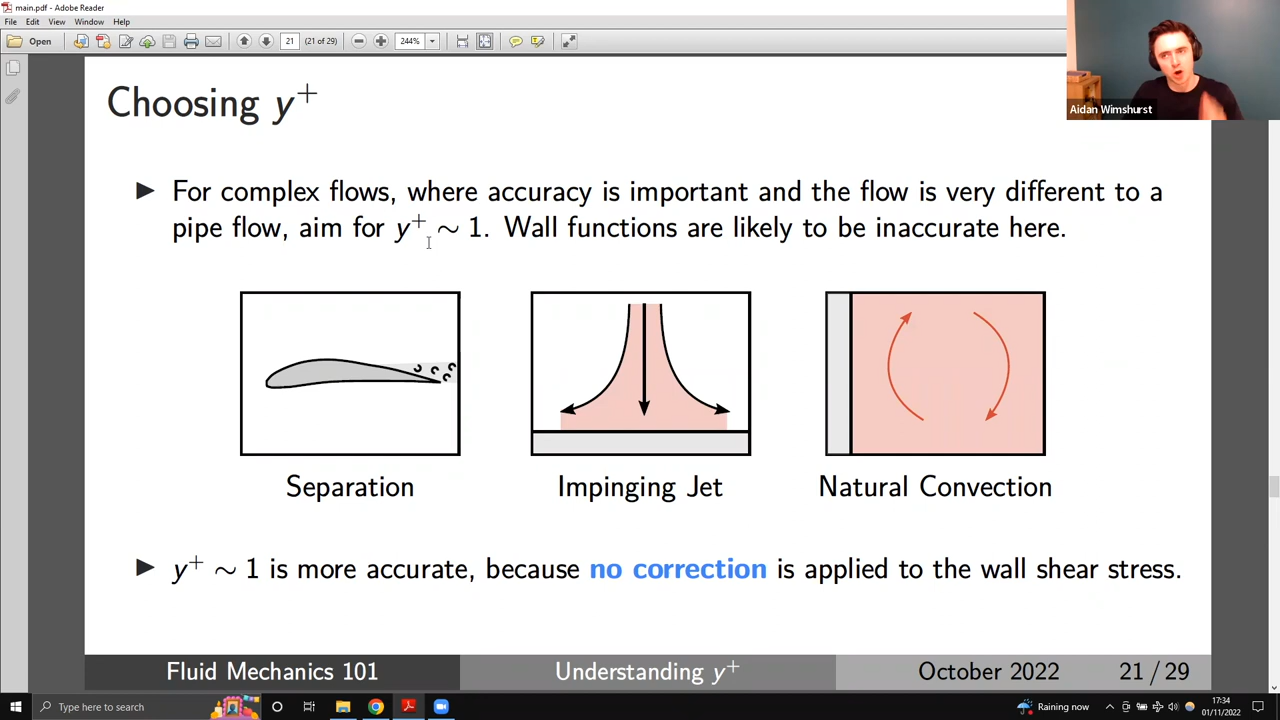 main.pdf - Adobe Reader
File Edit View Window Help
Open 21 (21 of 29) 244%
Aidan Wimshurst
Choosing y⁺
For complex flows, where accuracy is important and the flow is very different to a
pipe flow, aim for y⁺ ∼ 1. Wall functions are likely to be inaccurate here.
Separation Impinging Jet Natural Convection
y⁺ ∼ 1 is more accurate, because no correction is applied to the wall shear stress.
Fluid Mechanics 101 Understanding y⁺ October 2022 21 / 29
Type here to search Raining now 17:34
01/11/2022